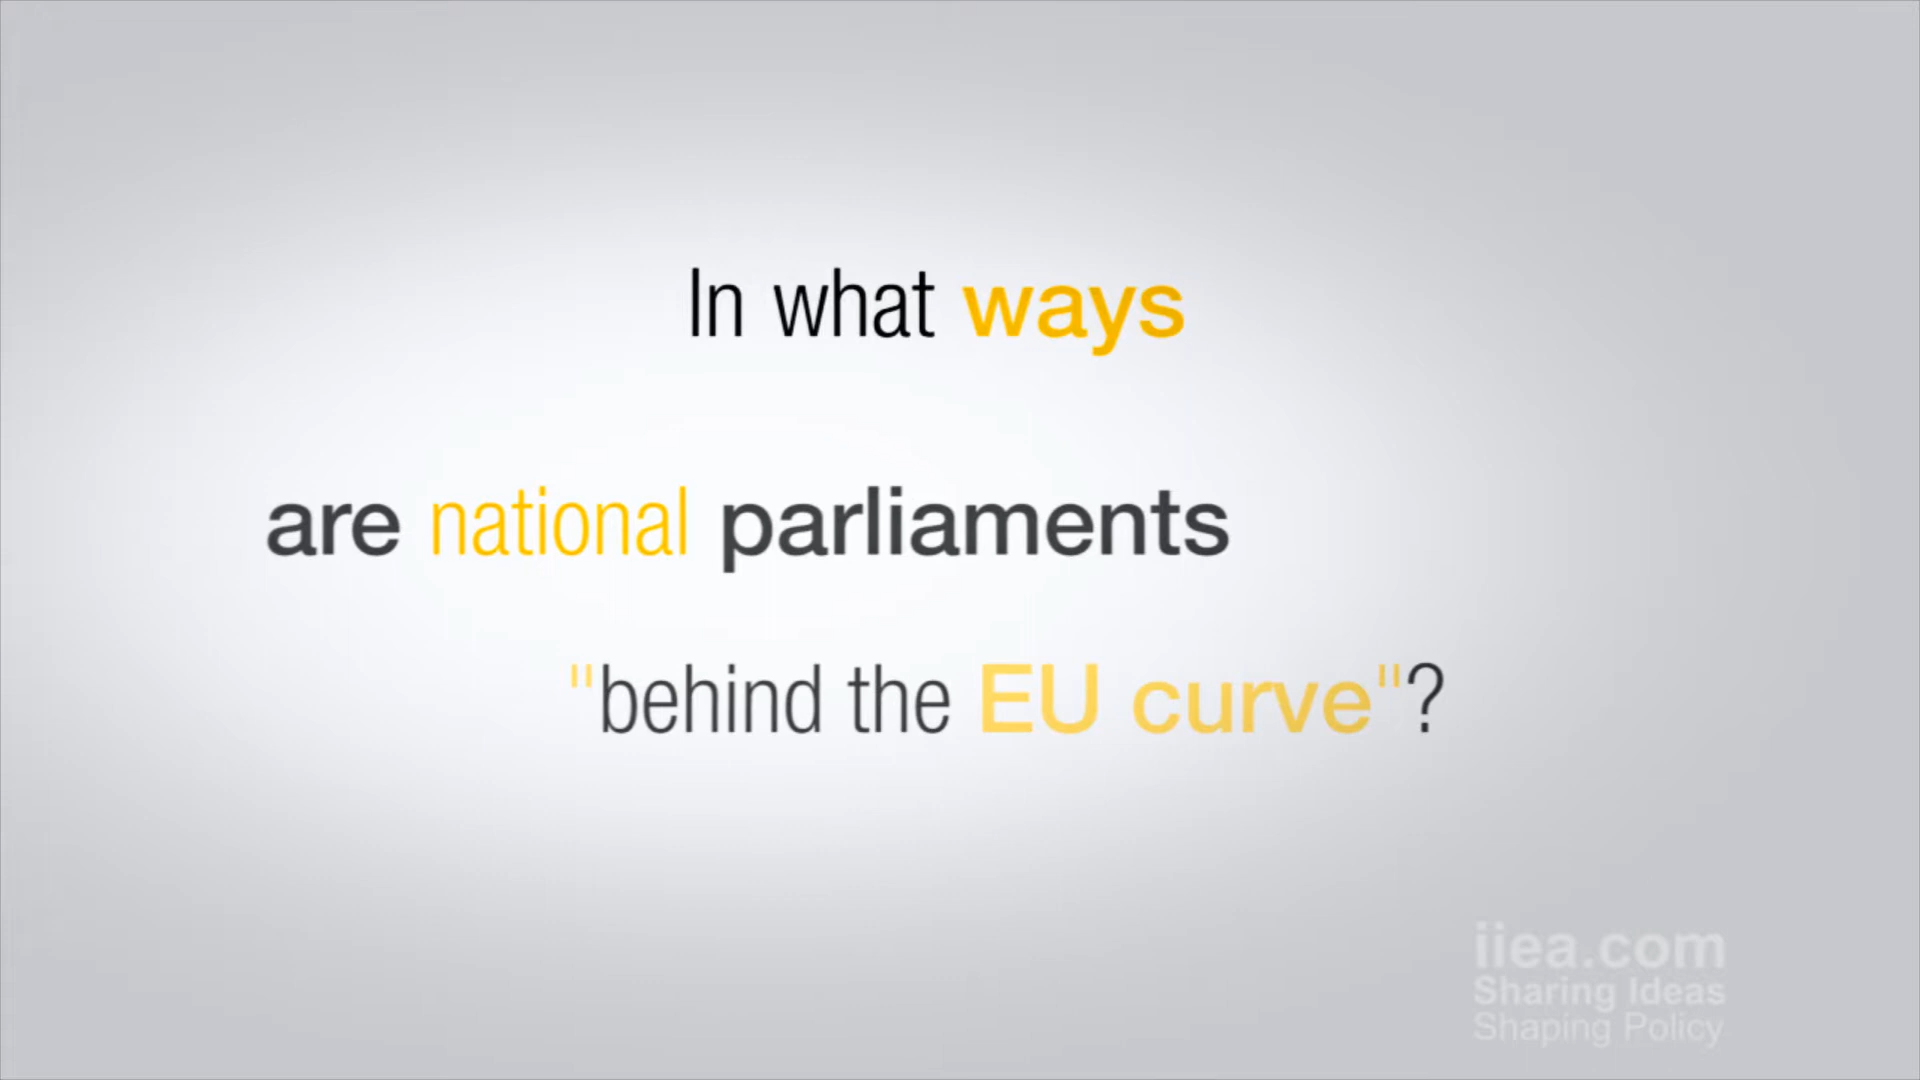 In what ways
are national parliaments
"behind the EU curve"?
iiea.com
Sharing Ideas
Shaping Policy